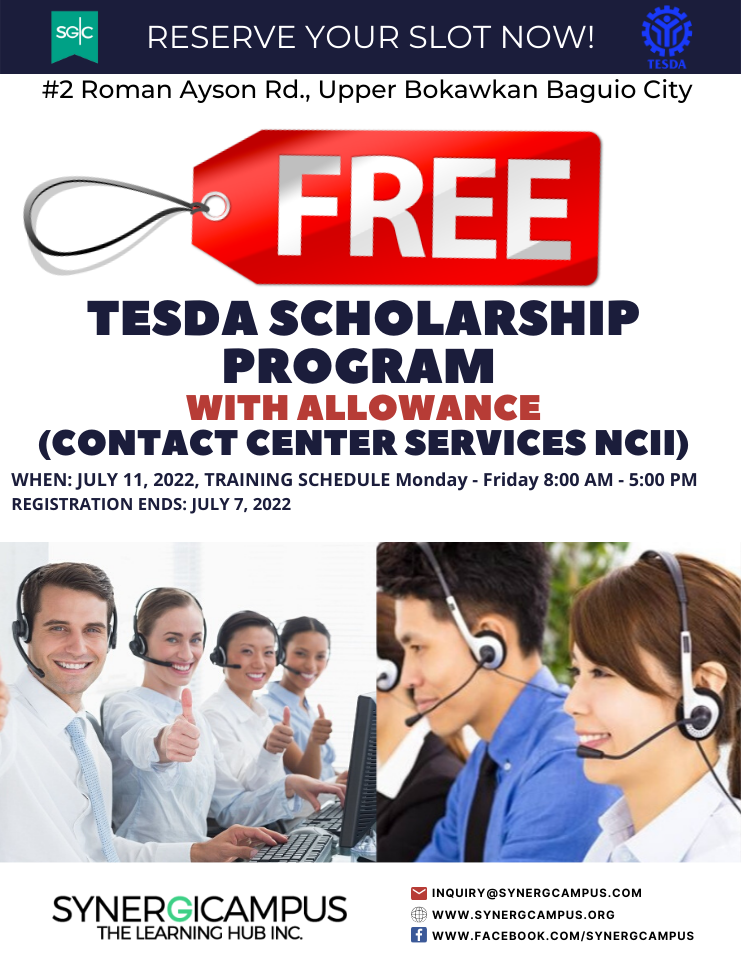 SG|C
RESERVE YOUR SLOT NOW!
TESDA
#2 Roman Ayson Rd., Upper Bokawkan Baguio City
FREE
TESDA SCHOLARSHIP
PROGRAM
WITH ALLOWANCE
(CONTACT CENTER SERVICES NCII)
WHEN: JULY 11, 2022, TRAINING SCHEDULE Monday - Friday 8:00 AM - 5:00 PM
REGISTRATION ENDS: JULY 7, 2022
SYNERGICAMPUS
THE LEARNING HUB INC.
INQUIRY@SYNERGCAMPUS.COM
WWW.SYNERGCAMPUS.ORG
WWW.FACEBOOK.COM/SYNERGCAMPUS